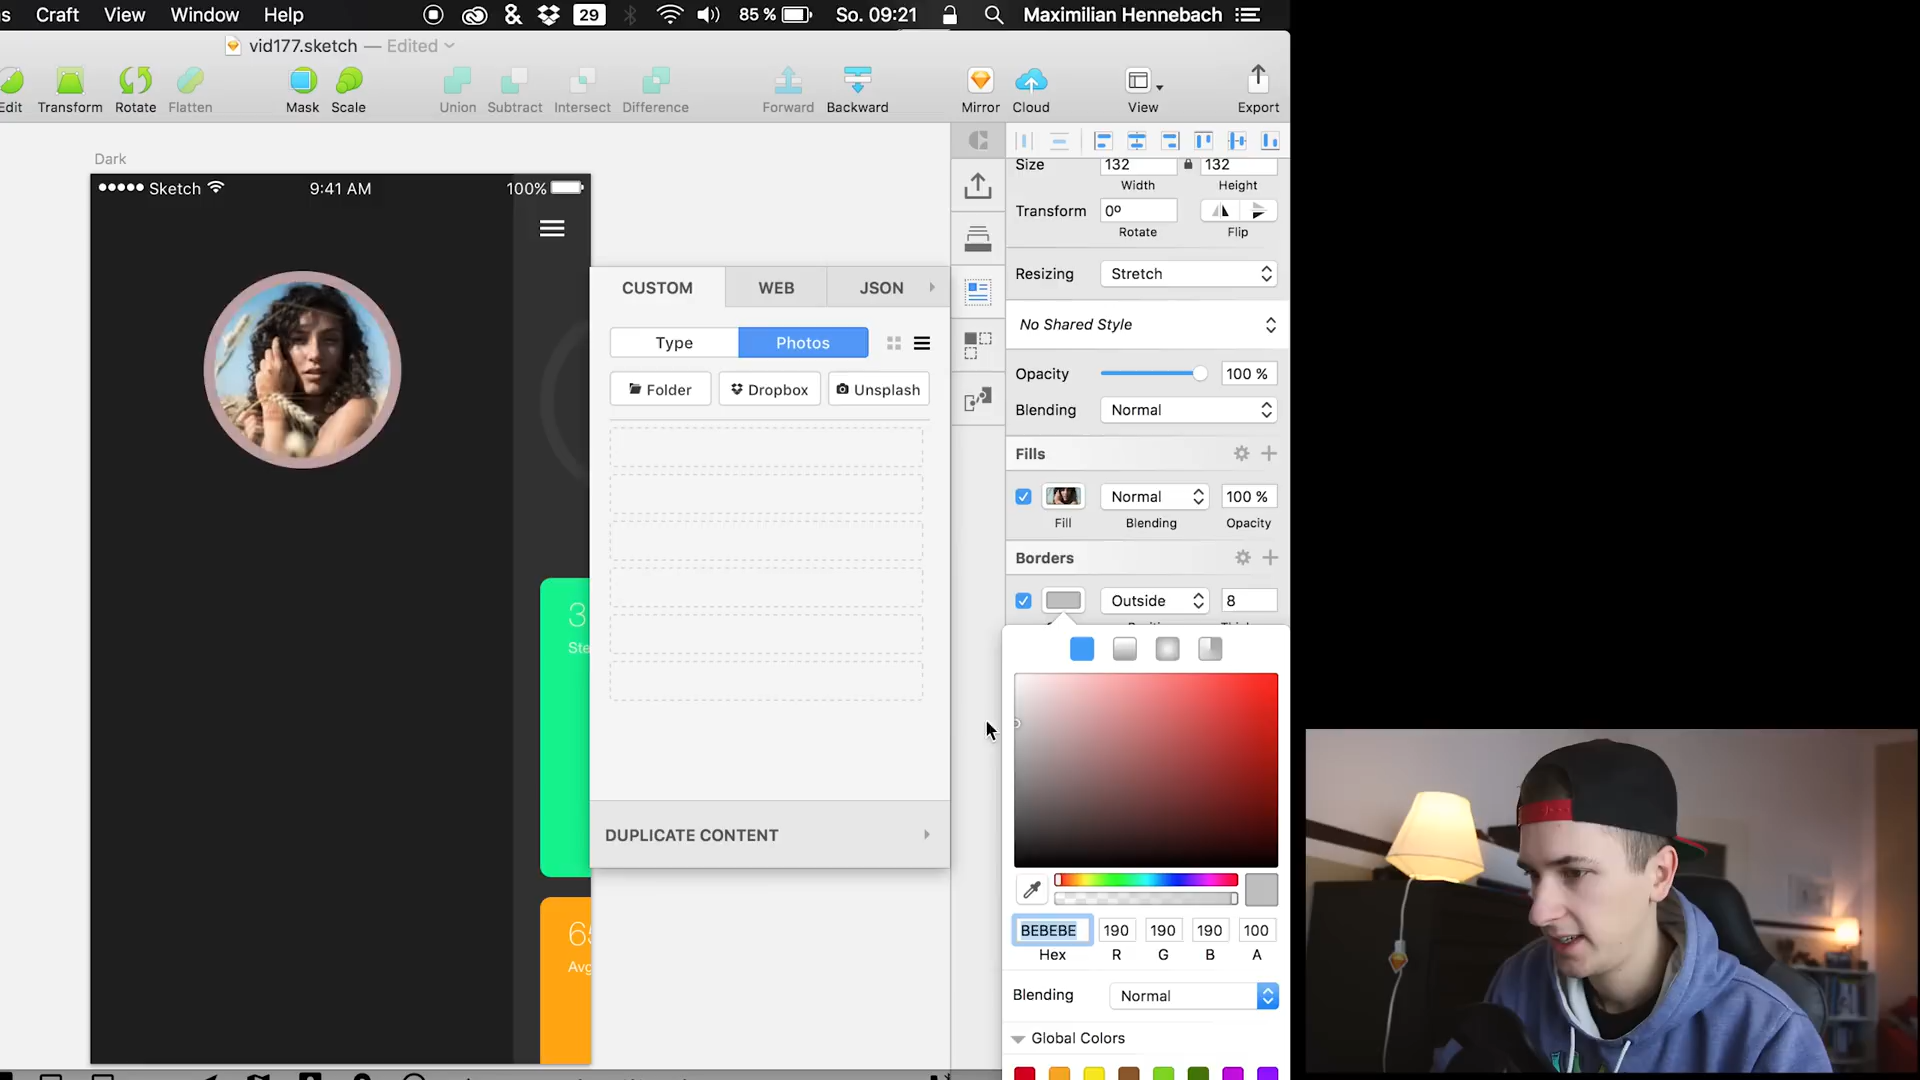 Craft View Window Help 29 85 % So. 09:21 Maximilian Hennebach
vid177.sketch — Edited
Edit Transform Rotate Flatten Mask Scale Union Subtract Intersect Difference Forward Backward Mirror Cloud View Export
Dark
Sketch 9:41 AM 100%
Size 132 132
Width Height
Transform 0º
Rotate Flip
Resizing Stretch
No Shared Style
Opacity 100 %
Blending Normal
Fills
Normal 100 %
Fill Blending Opacity
Borders
Outside 8
CUSTOM WEB JSON
Type Photos
Folder Dropbox Unsplash
DUPLICATE CONTENT
3
Ste
65
Avg
BEBEBE 190 190 190 100
Hex R G B A
Blending Normal
Global Colors